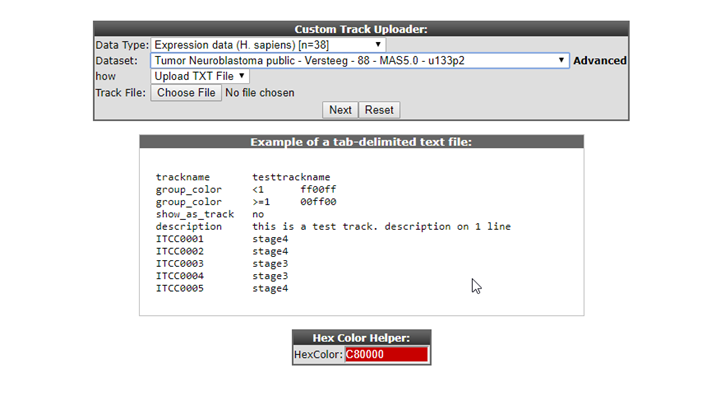 Custom Track Uploader:
Data Type: Expression data (H. sapiens) [n=38]
Dataset: Tumor Neuroblastoma public - Versteeg - 88 - MAS5.0 - u133p2 Advanced
how Upload TXT File
Track File: Choose File No file chosen
Next Reset
Example of a tab-delimited text file:
trackname testtrackname
group_color <1 ff00ff
group_color >=1 00ff00
show_as_track no
description this is a test track. description on 1 line
ITCC0001 stage4
ITCC0002 stage4
ITCC0003 stage3
ITCC0004 stage3
ITCC0005 stage4
Hex Color Helper:
HexColor: C80000